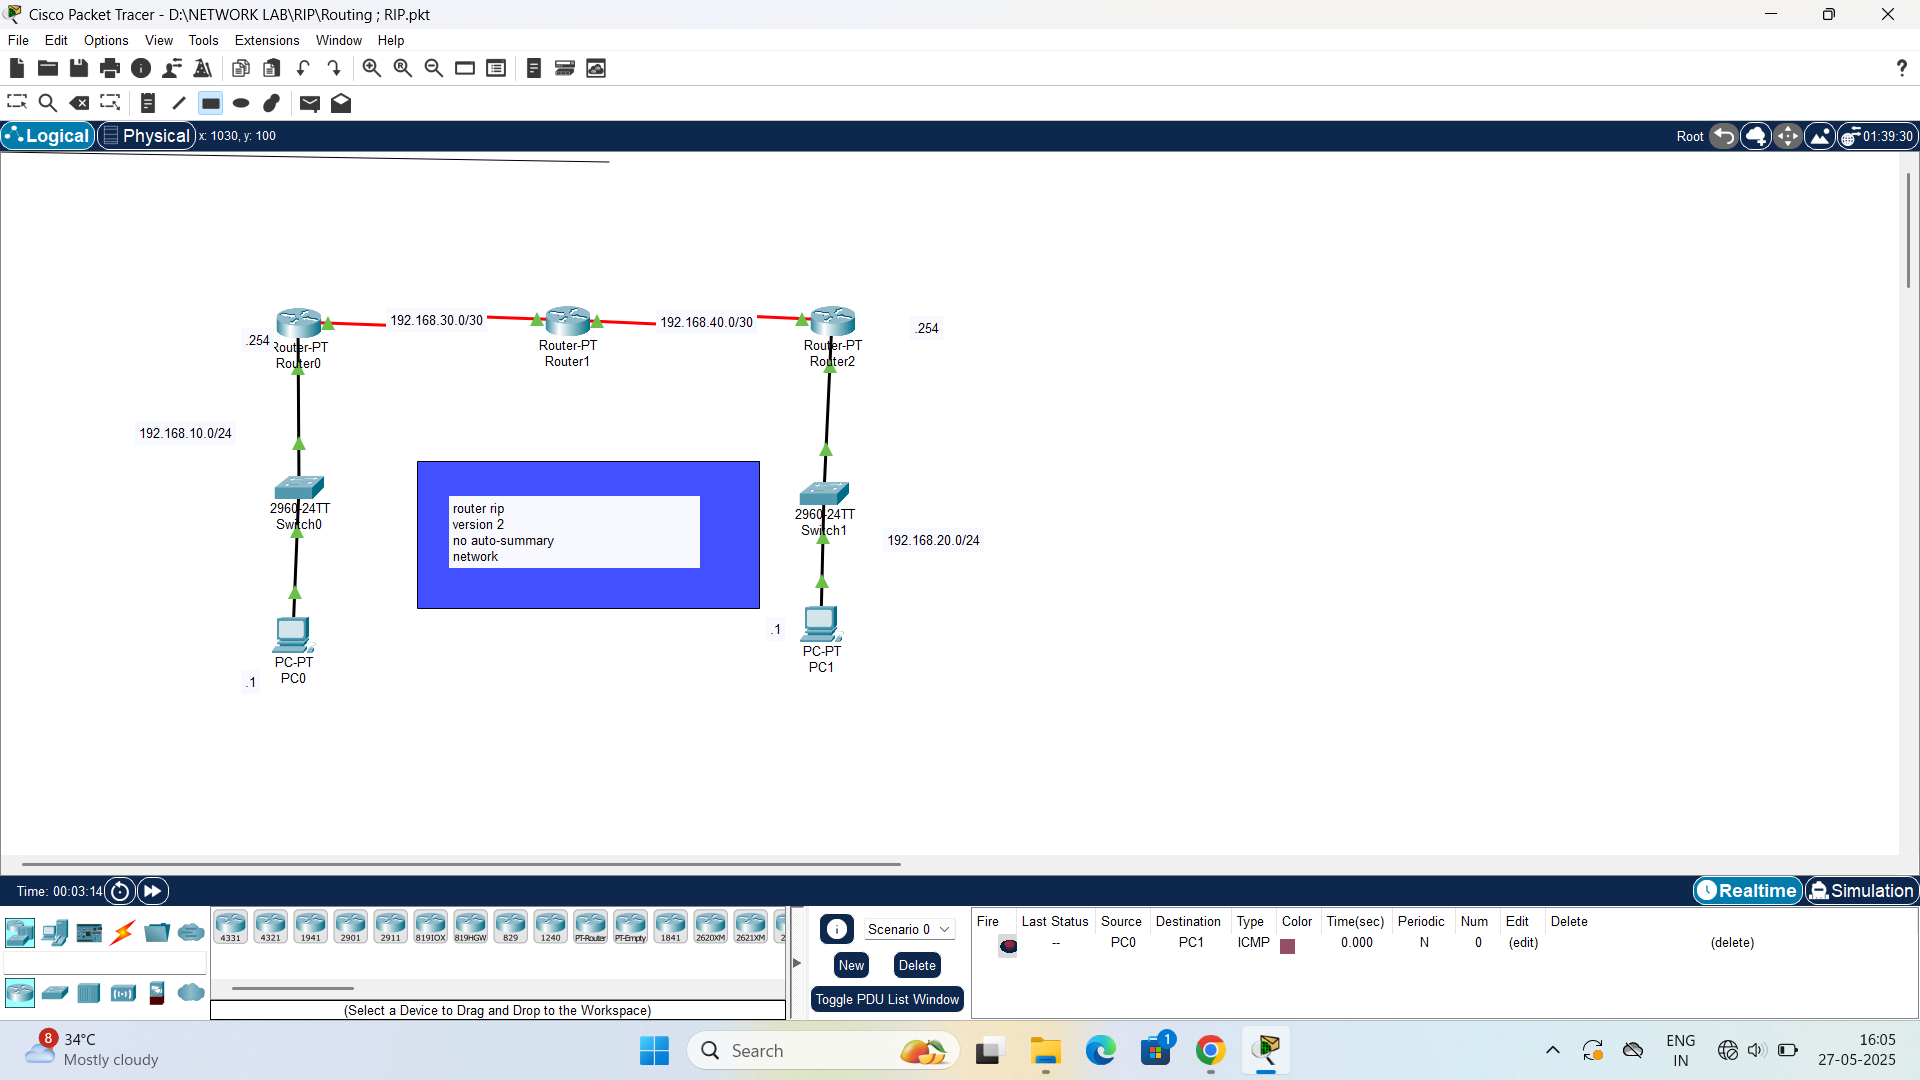 Cisco Packet Tracer - D:\NETWORK LAB\RIP\Routing ; RIP.pkt
File Edit Options View Tools Extensions Window Help
?
Logical Physical x: 1030, y: 100 Root 01:39:30
192.168.30.0/30
192.168.40.0/30
.254
.254
Router-PT
Router0
Router-PT
Router1
Router-PT
Router2
192.168.10.0/24
2960-24TT
Switch0
router rip
version 2
no auto-summary
network
2960-24TT
Switch1
192.168.20.0/24
.1
PC-PT
PC1
PC-PT
PC0
.1
Time: 00:03:14 Realtime Simulation
4331 4321 1941 2901 2911 819IOX 819HGW 829 1240 PT-Router PT-Empty 1841 2620XM 2621XM 2
(Select a Device to Drag and Drop to the Workspace)
Scenario 0
New Delete
Toggle PDU List Window
Fire Last Status Source Destination Type Color Time(sec) Periodic Num Edit Delete
-- PC0 PC1 ICMP 0.000 N 0 (edit) (delete)
8
34°C
Mostly cloudy
Search
1
ENG
IN
16:05
27-05-2025